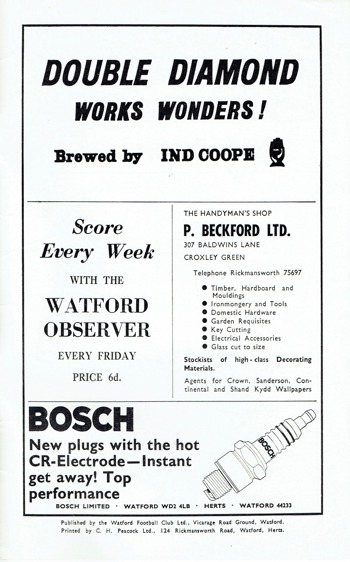 DOUBLE DIAMOND
WORKS WONDERS!
Brewed by IND COOPE
Score
Every Week
WITH THE
WATFORD
OBSERVER
EVERY FRIDAY
PRICE 6d.
THE HANDYMAN'S SHOP
P. BECKFORD LTD.
307 BALDWINS LANE
CROXLEY GREEN
Telephone Rickmansworth 75697
● Timber, Hardboard and
Mouldings
● Ironmongery and Tools
● Domestic Hardware
● Garden Requisites
● Key Cutting
● Electrical Accessories
● Glass cut to size
Stockists of high-class Decorating
Materials.
Agents for Crown, Sanderson, Con-
tinental and Shand Kydd Wallpapers
BOSCH
New plugs with the hot
CR-Electrode—Instant
get away! Top
performance
BOSCH
BOSCH LIMITED · WATFORD WD2 4LB · HERTS · WATFORD 44233
Published by the Watford Football Club Ltd., Vicarage Road Ground, Watford.
Printed by C. H. Peacock Ltd., 124 Rickmansworth Road, Watford, Herts.